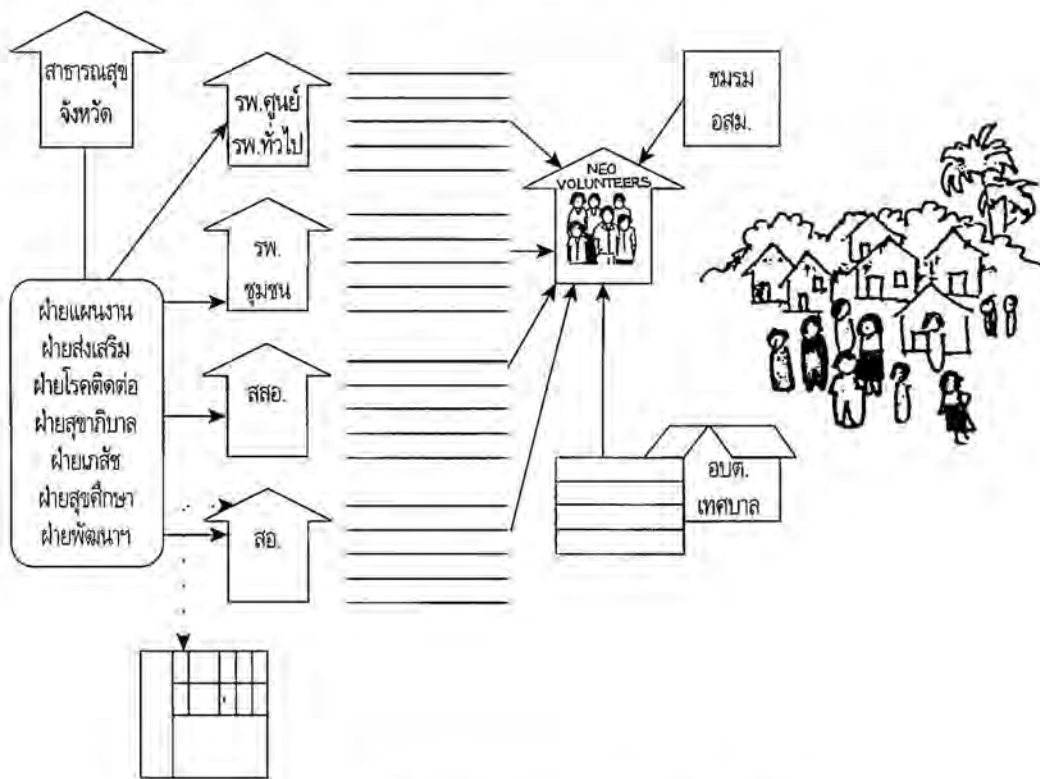 สาธารณสุข
จังหวัด
รพ.ศูนย์
รพ.ทั่วไป
รพ.
ชุมชน
สสอ.
สอ.
ฝ่ายแผนงาน
ฝ่ายส่งเสริม
ฝ่ายโรคติดต่อ
ฝ่ายสุขาภิบาล
ฝ่ายเภสัช
ฝ่ายสุขศึกษา
ฝ่ายพัฒนาฯ
NEO
VOLUNTEERS
ชมรม
อสม.
อบต.
เทศบาล